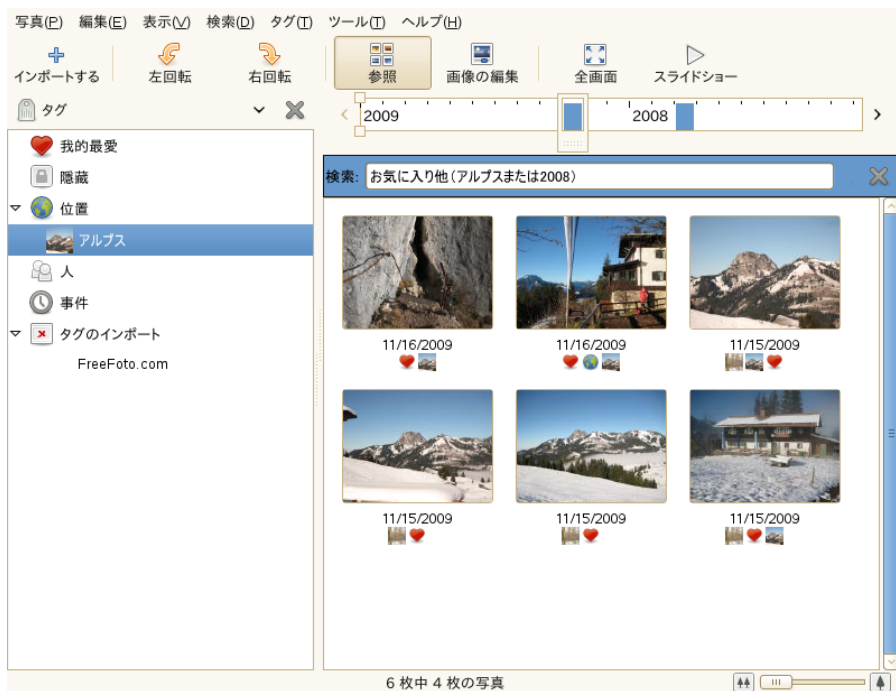 写真(P) 編集(E) 表示(V) 検索(D) タグ(T) ツール(T) ヘルプ(H)
インポートする 左回転 右回転 参照 画像の編集 全画面 スライドショー
タグ
2009 2008
我的最愛
隠蔵
位置
アルプス
人
事件
タグのインポート
FreeFoto.com
検索: お気に入り他(アルプスまたは2008)
11/16/2009 11/16/2009 11/15/2009
11/15/2009 11/15/2009 11/15/2009
6 枚中 4 枚の写真